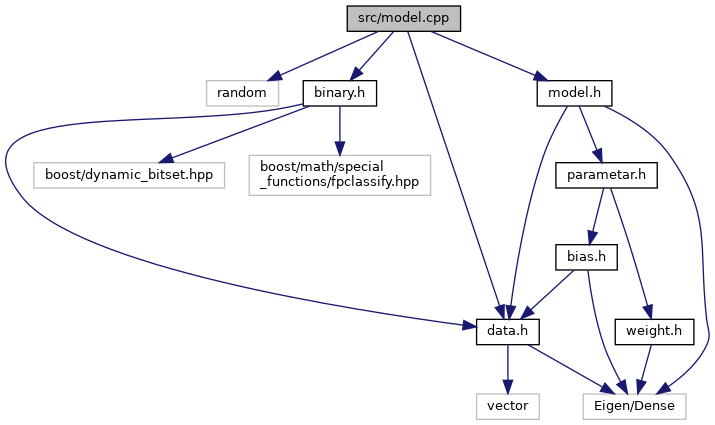 src/model.cpp
random
binary.h
model.h
boost/dynamic_bitset.hpp
boost/math/special
_functions/fpclassify.hpp
parametar.h
bias.h
data.h
weight.h
vector
Eigen/Dense